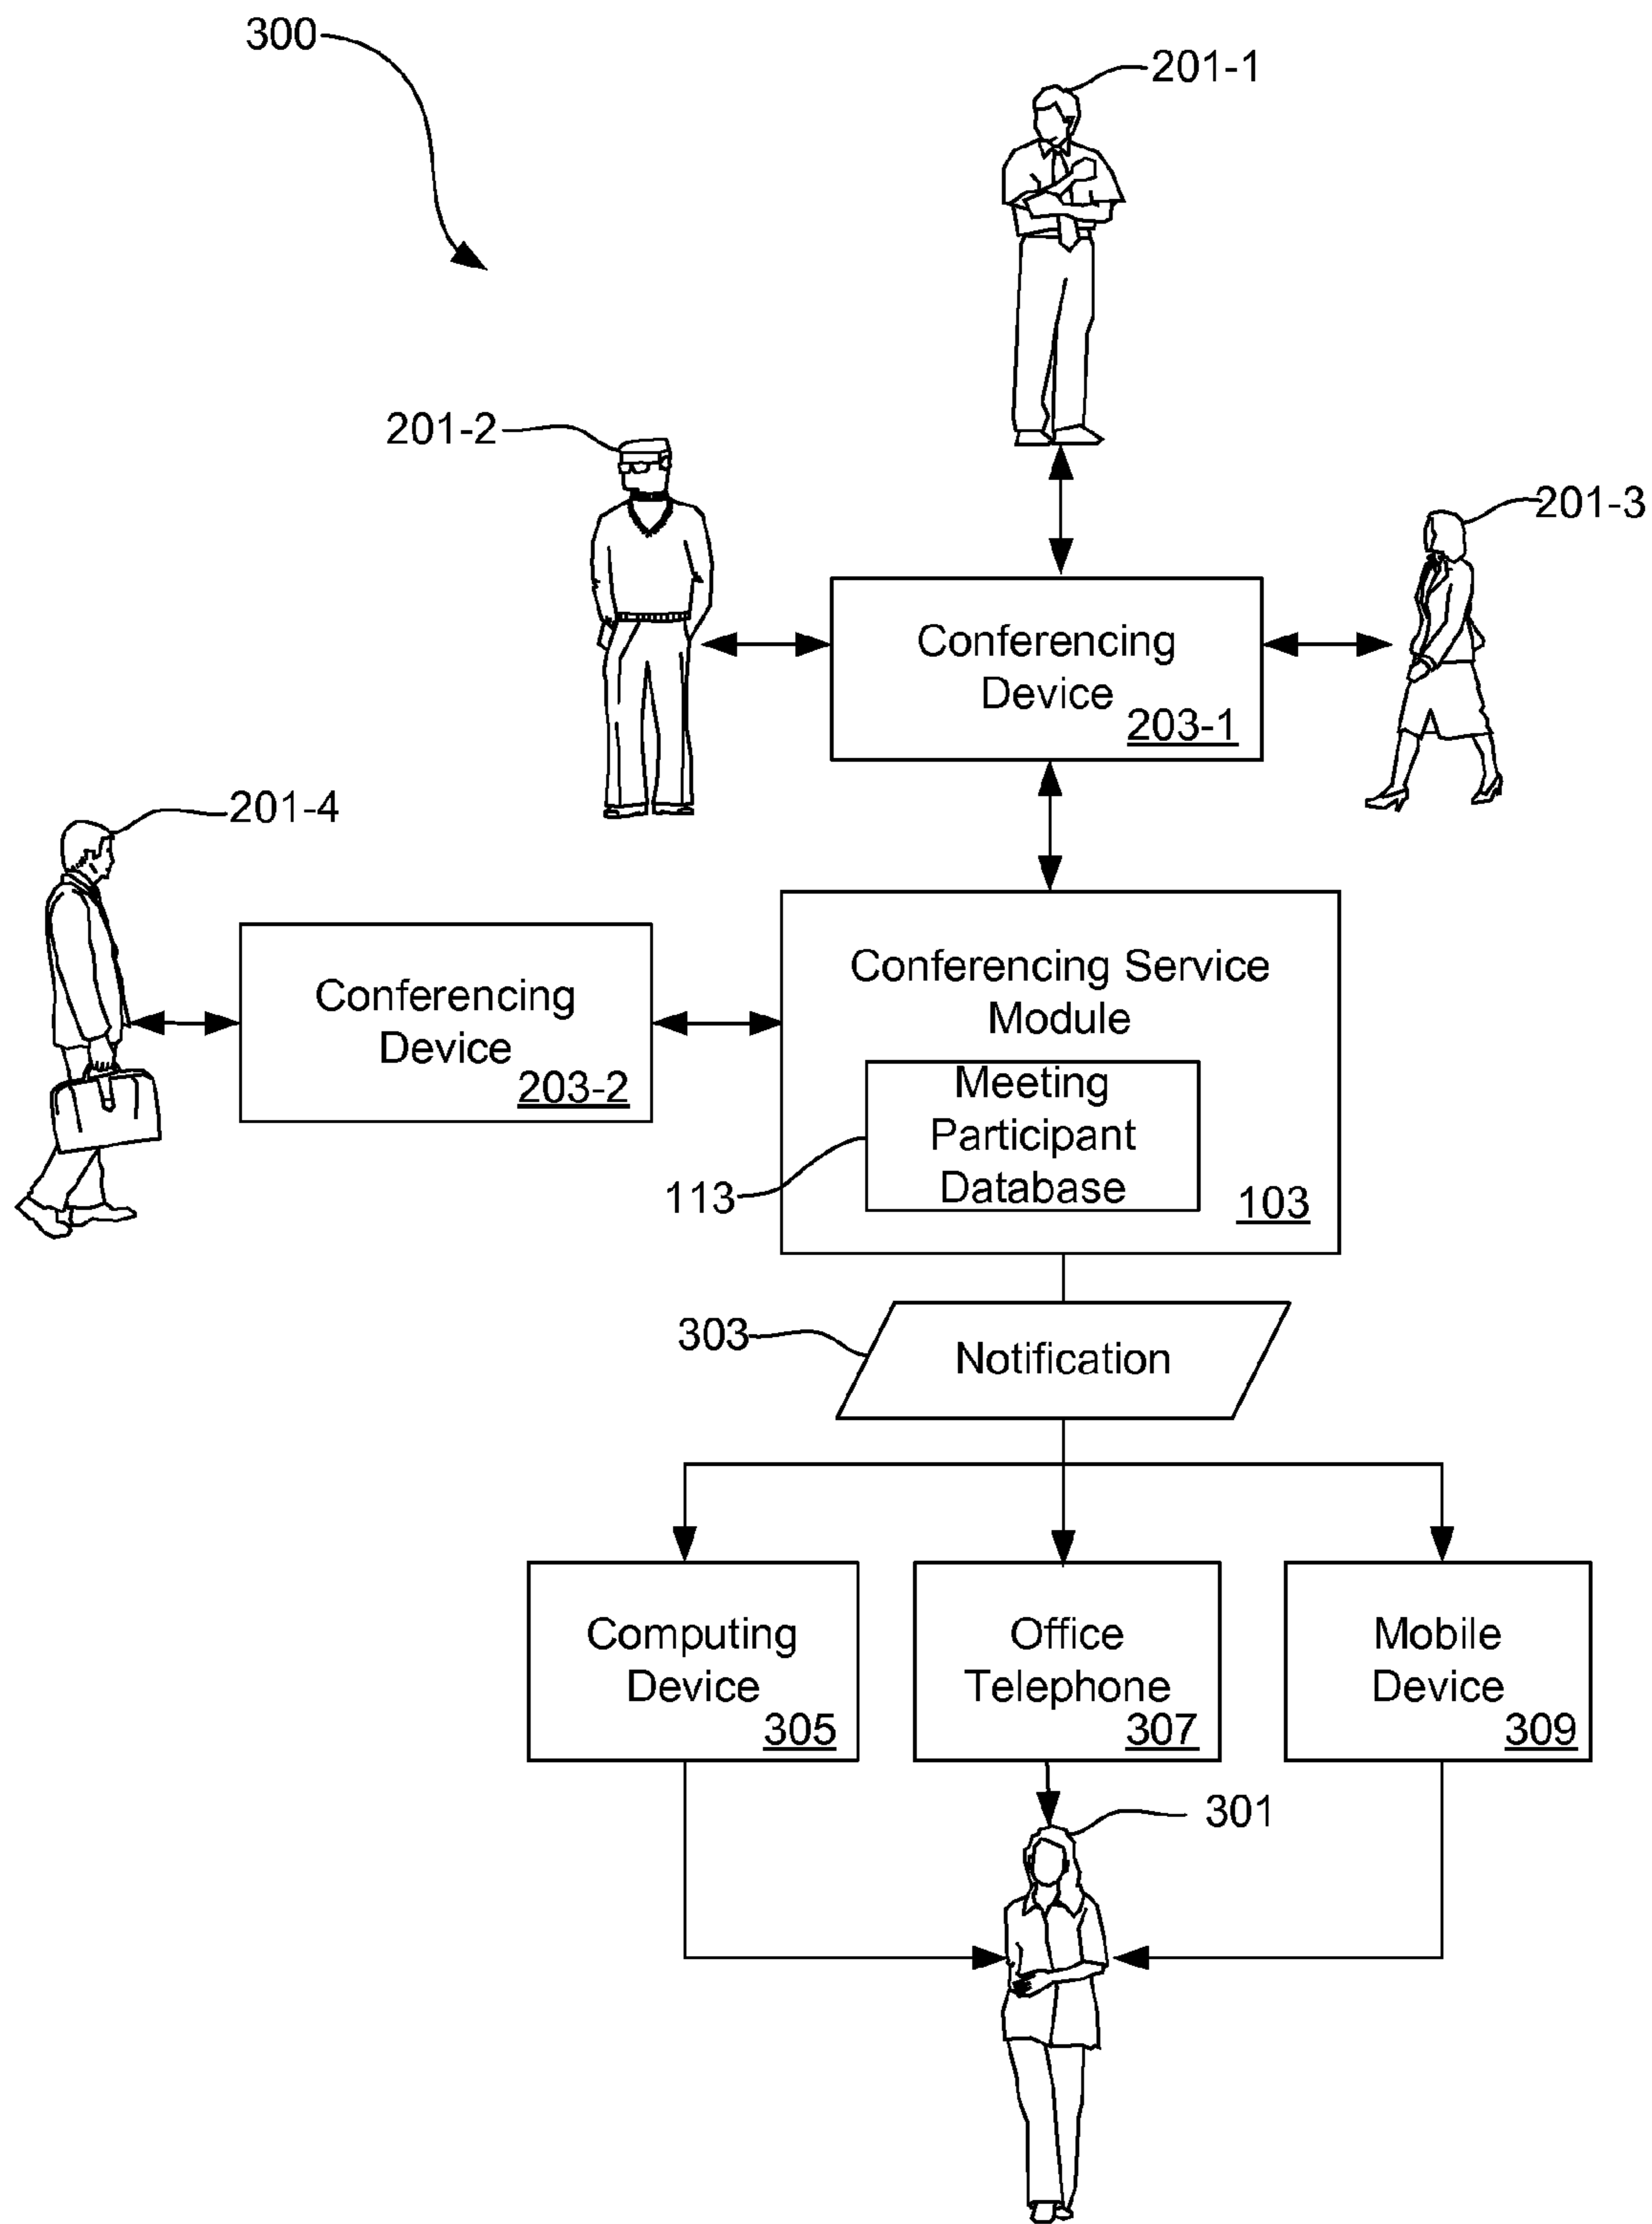 300
201-1
201-2
201-3
Conferencing
Device
203-1
201-4
Conferencing
Device
203-2
Conferencing Service
Module
Meeting
Participant
Database
113
103
303
Notification
Computing
Device
305
Office
Telephone
307
Mobile
Device
309
301